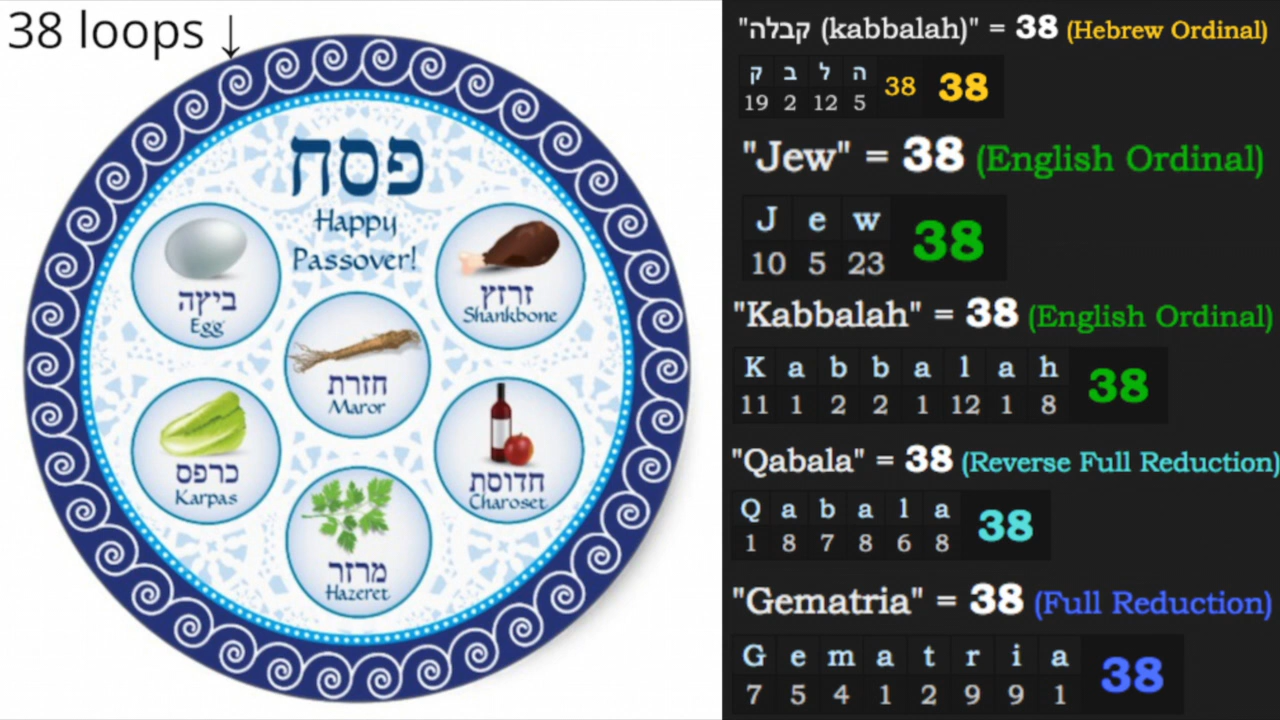 38 loops ↓
פסח
Happy
Passover!
ביצה
Egg
זרוע
Shankbone
חזרת
Maror
כרפס
Karpas
חדוסת
Charoset
מרזר
Hazeret
"קבלה (kabbalah)" = 38 (Hebrew Ordinal)
ק ב ל ה 38 38
19 2 12 5
"Jew" = 38 (English Ordinal)
J e w 38
10 5 23
"Kabbalah" = 38 (English Ordinal)
K a b b a l a h 38
11 1 2 2 1 12 1 8
"Qabala" = 38 (Reverse Full Reduction)
Q a b a l a 38
1 8 7 8 6 8
"Gematria" = 38 (Full Reduction)
G e m a t r i a 38
7 5 4 1 2 9 9 1